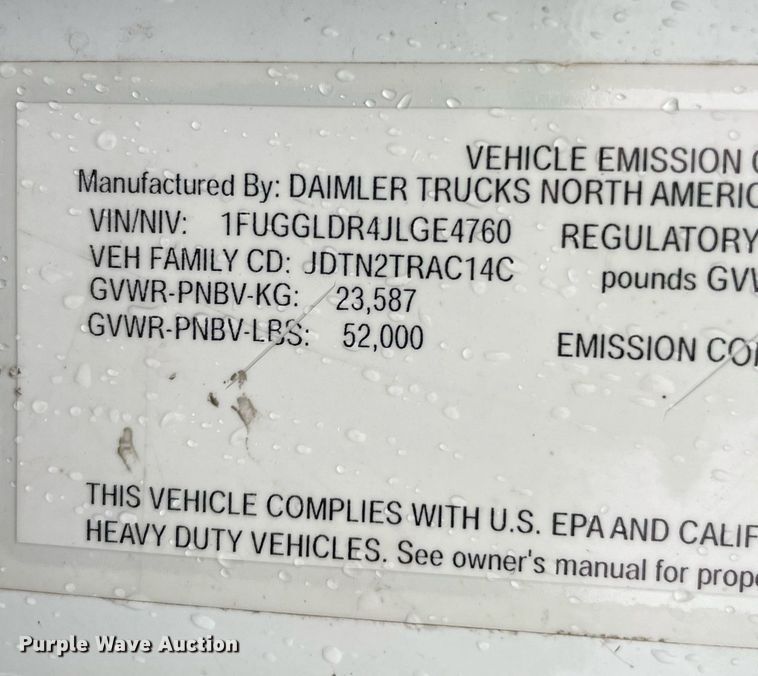 VEHICLE EMISSION
Manufactured By: DAIMLER TRUCKS NORTH AMERIC
VIN/NIV: 1FUGGLDR4JLGE4760 REGULATORY
VEH FAMILY CD: JDTN2TRAC14C pounds GV
GVWR-PNBV-KG: 23,587
GVWR-PNBV-LBS: 52,000 EMISSION CO
THIS VEHICLE COMPLIES WITH U.S. EPA AND CALIF
HEAVY DUTY VEHICLES. See owner's manual for prop
Purple Wave Auction